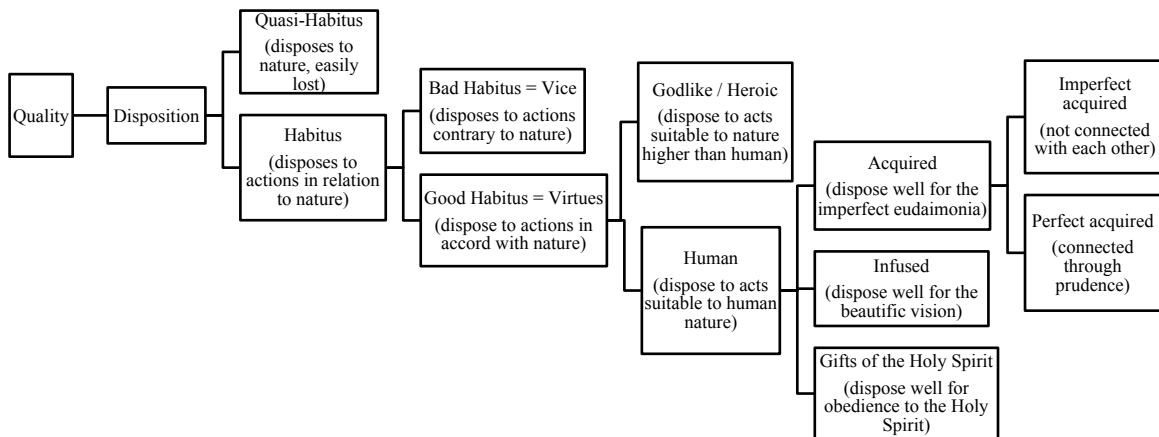 Quality
Disposition
Quasi-Habitus
(disposes to
nature, easily
lost)
Habitus
(disposes to
actions in relation
to nature)
Bad Habitus = Vice
(disposes to actions
contrary to nature)
Good Habitus = Virtues
(dispose to actions in
accord with nature)
Godlike / Heroic
(dispose to acts
suitable to nature
higher than human)
Human
(dispose to acts
suitable to human
nature)
Acquired
(dispose well for the
imperfect eudaimonia)
Infused
(dispose well for the
beautific vision)
Gifts of the Holy Spirit
(dispose well for
obedience to the Holy
Spirit)
Imperfect
acquired
(not connected
with each other)
Perfect acquired
(connected
through
prudence)